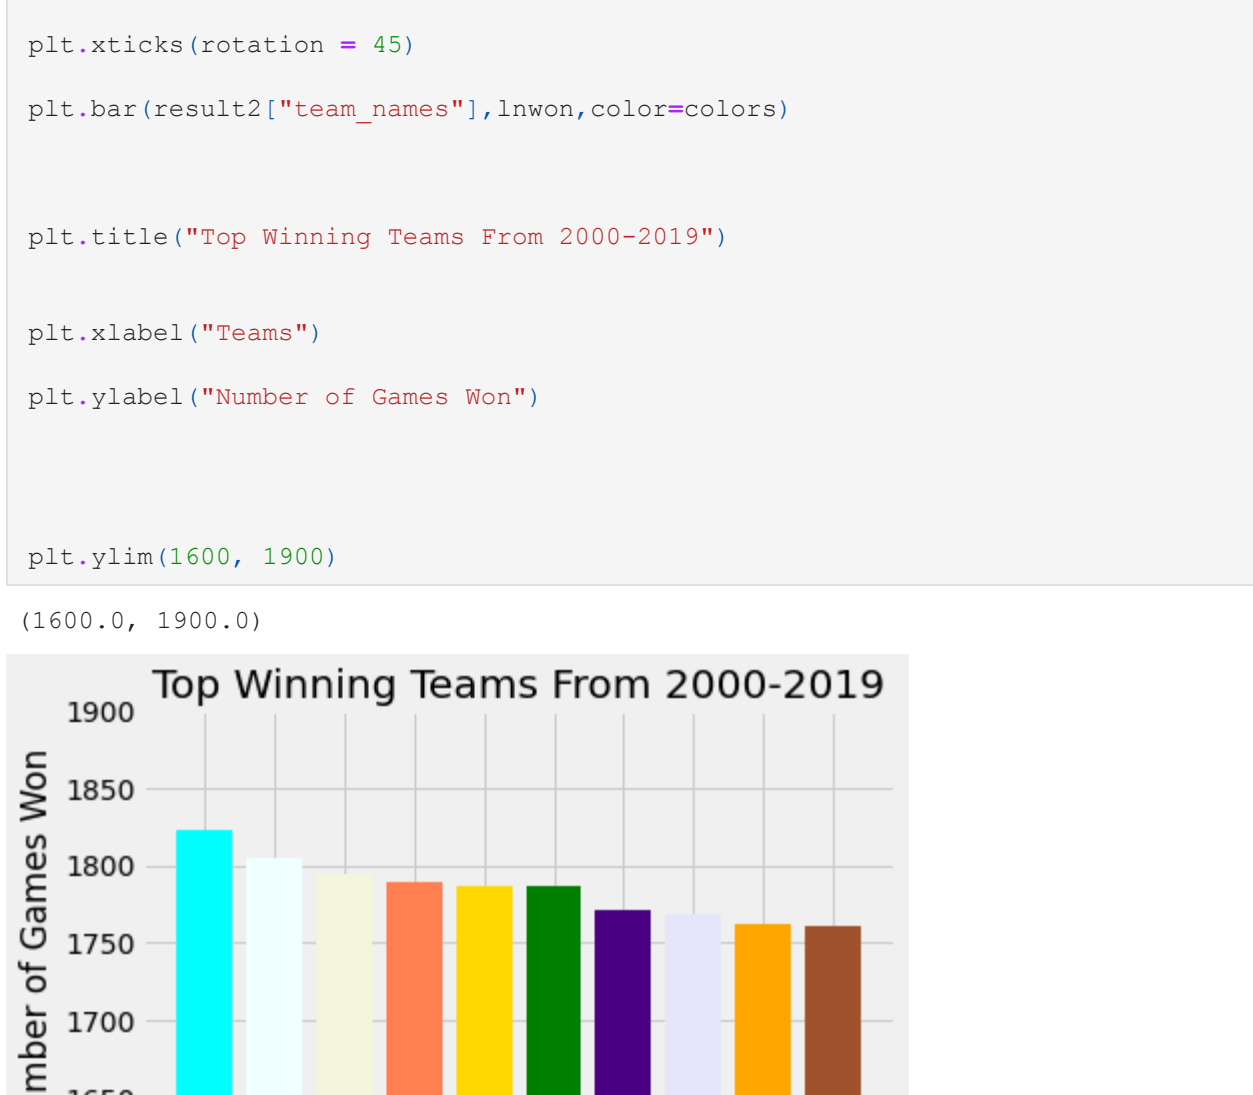 plt.xticks(rotation = 45)
plt.bar(result2["team_names"],lnwon,color=colors)
plt.title("Top Winning Teams From 2000-2019")
plt.xlabel("Teams")
plt.ylabel("Number of Games Won")
plt.ylim(1600, 1900)
(1600.0, 1900.0)
Top Winning Teams From 2000-2019
1900
1850
1800
1750
1700
1650
mber of Games Won